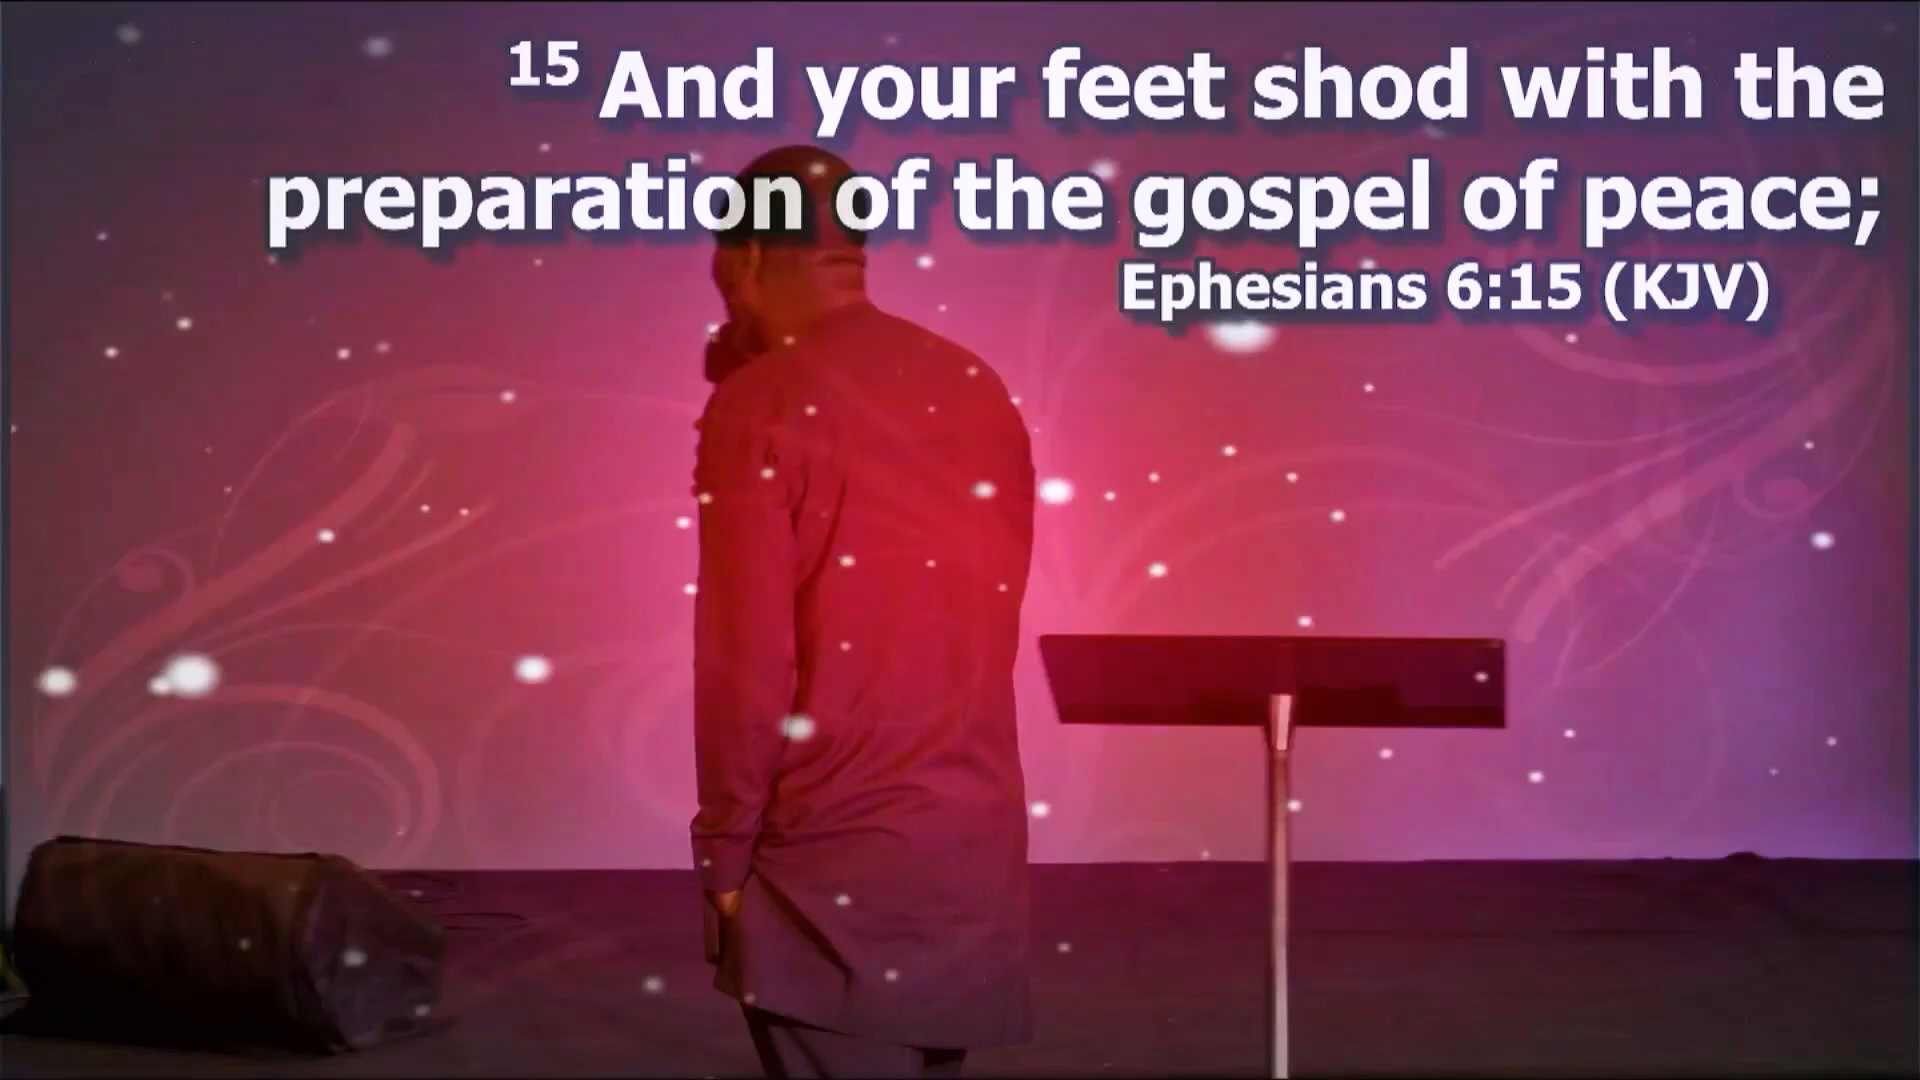 15 And your feet shod with the
preparation of the gospel of peace;
Ephesians 6:15 (KJV)